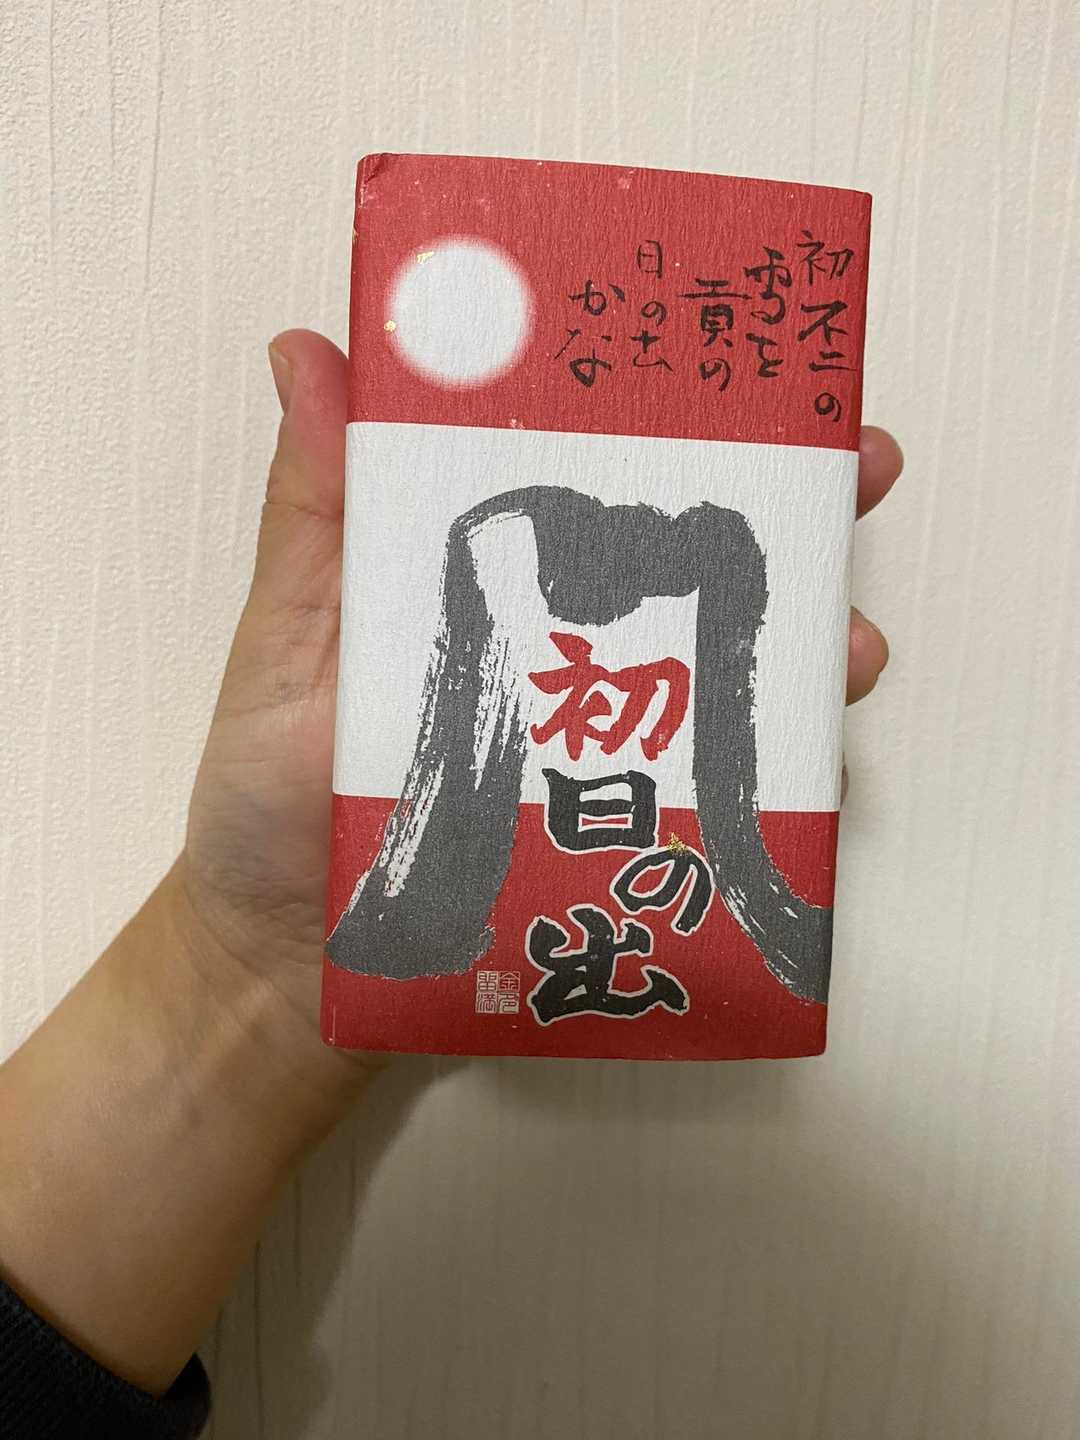 初不二の
雪を
貢の
日の出
かな
初日の出